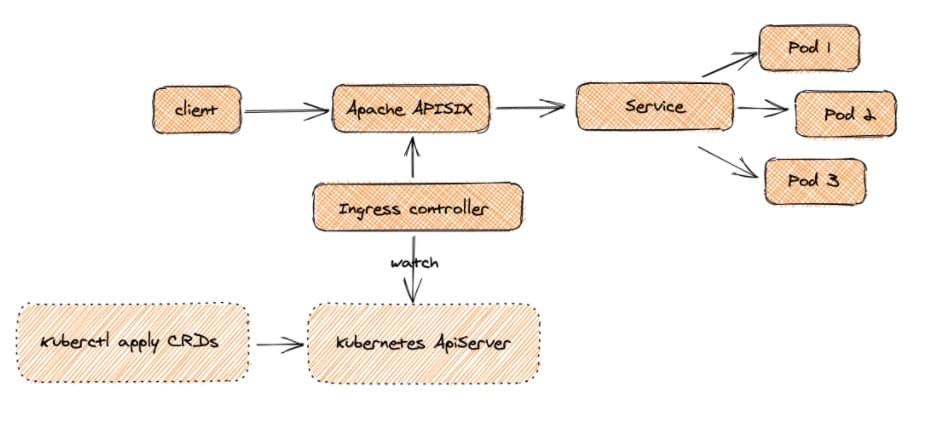 Pod 1
client
Apache APISIX
Service
Pod 2
Pod 3
Ingress controller
watch
Kuberctl apply CRDs
Kubernetes ApiServer